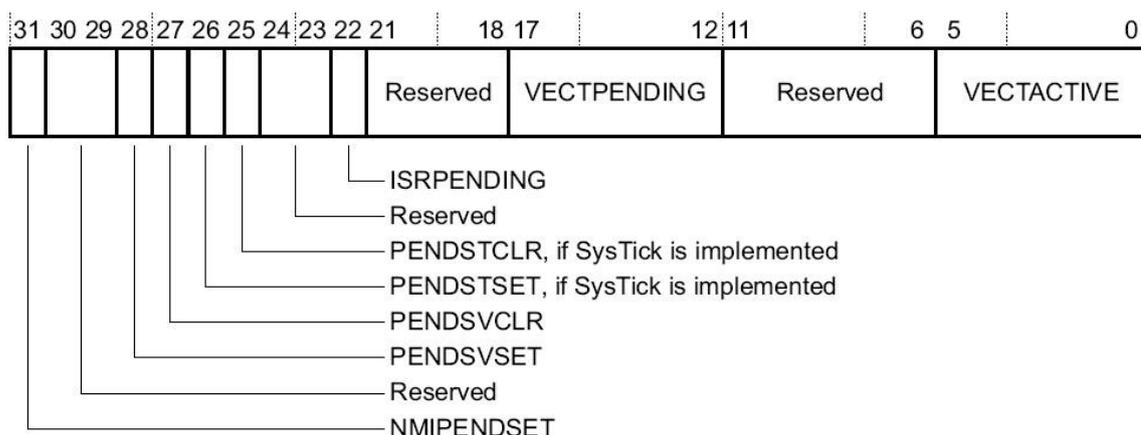 31 30 29 28 27 26 25 24 23 22 21 18 17 12 11 6 5 0
Reserved VECTPENDING Reserved VECTACTIVE
ISRPENDING
Reserved
PENDSTCLR, if SysTick is implemented
PENDSTSET, if SysTick is implemented
PENDSVCLR
PENDSVSET
Reserved
NMIPENDSET